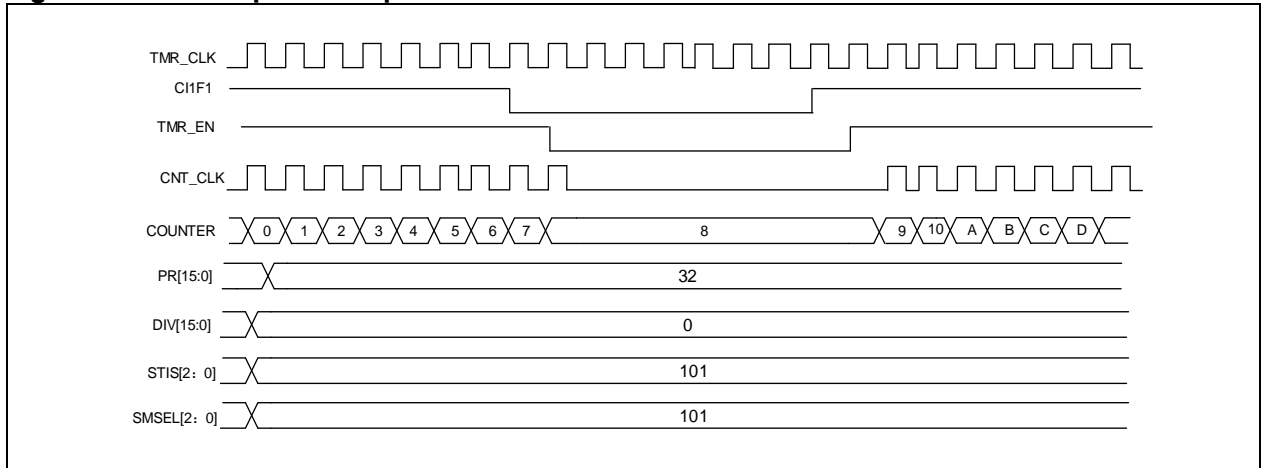 TMR_CLK
CI1F1
TMR_EN
CNT_CLK
COUNTER 0 1 2 3 4 5 6 7 8 9 10 A B C D
PR[15:0] 32
DIV[15:0] 0
STIS[2：0] 101
SMSEL[2：0] 101